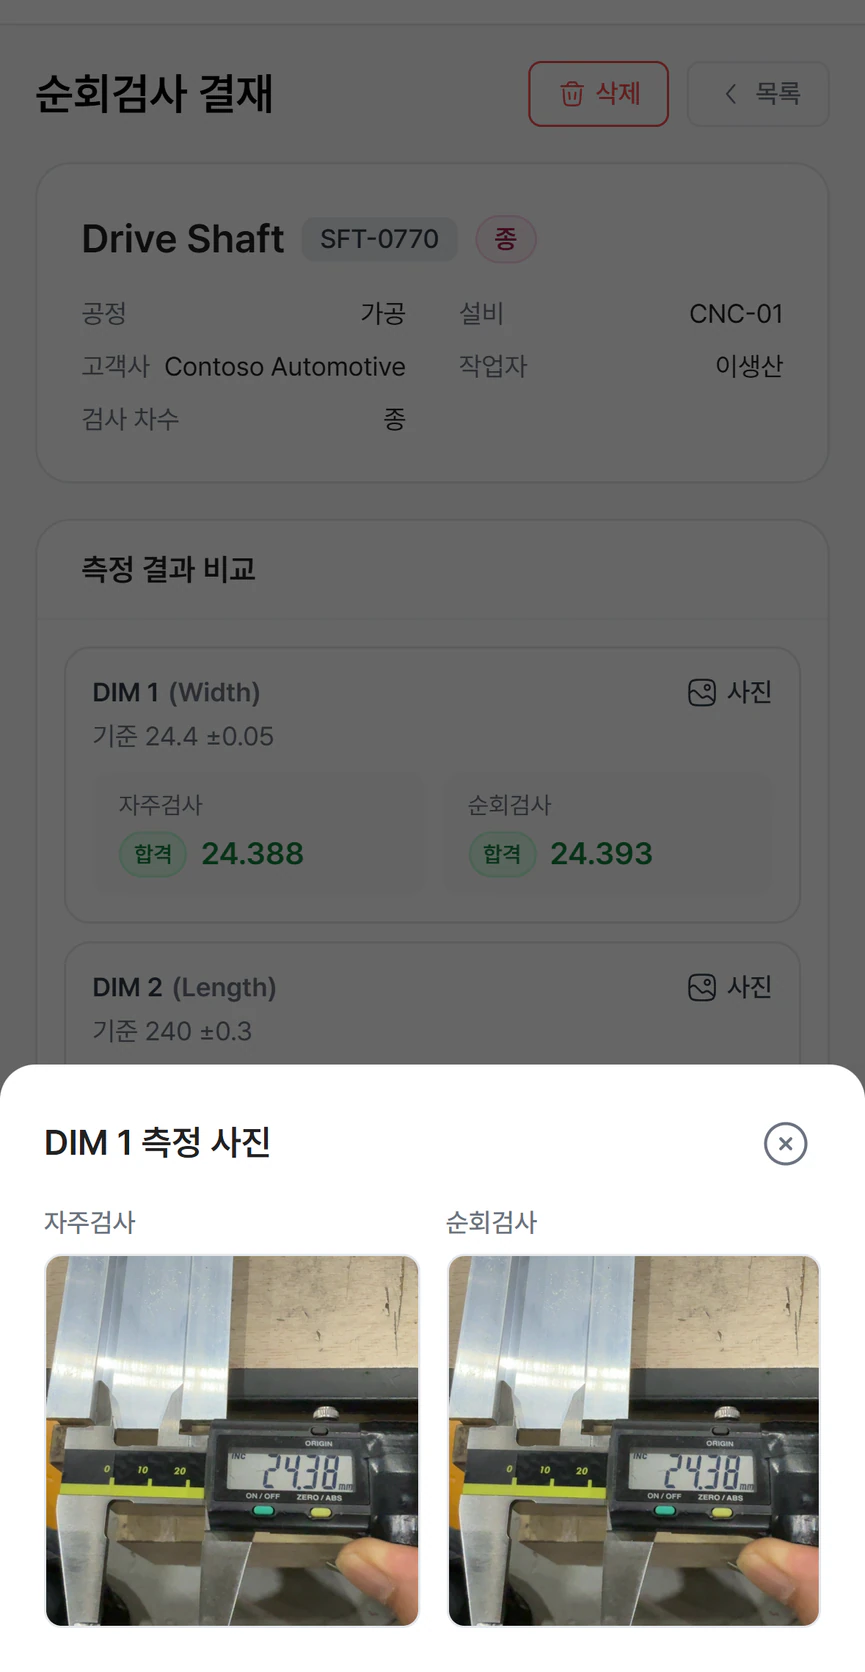 순회검사 결재
삭제
목록
Drive Shaft
SFT-0770
종
공정 가공
설비 CNC-01
고객사 Contoso Automotive
작업자 이생산
검사 차수 종
측정 결과 비교
DIM 1 (Width)
사진
기준 24.4 ±0.05
자주검사
순회검사
합격 24.388
합격 24.393
DIM 2 (Length)
사진
기준 240 ±0.3
DIM 1 측정 사진
자주검사
순회검사
ORIGIN
INC
24.38 mm
0 10 20
ON / OFF ZERO / ABS
ORIGIN
INC
24.38 mm
0 10 20
ON / OFF ZERO / ABS